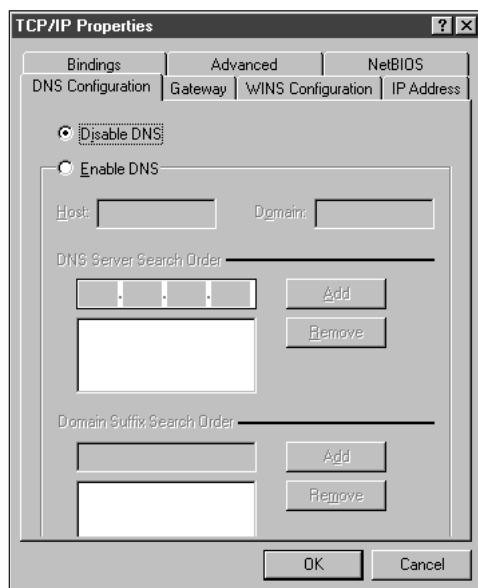 TCP/IP Properties
Bindings Advanced NetBIOS
DNS Configuration Gateway WINS Configuration IP Address
Disable DNS
Enable DNS
Host: Domain:
DNS Server Search Order
Add
Remove
Domain Suffix Search Order
Add
Remove
OK Cancel